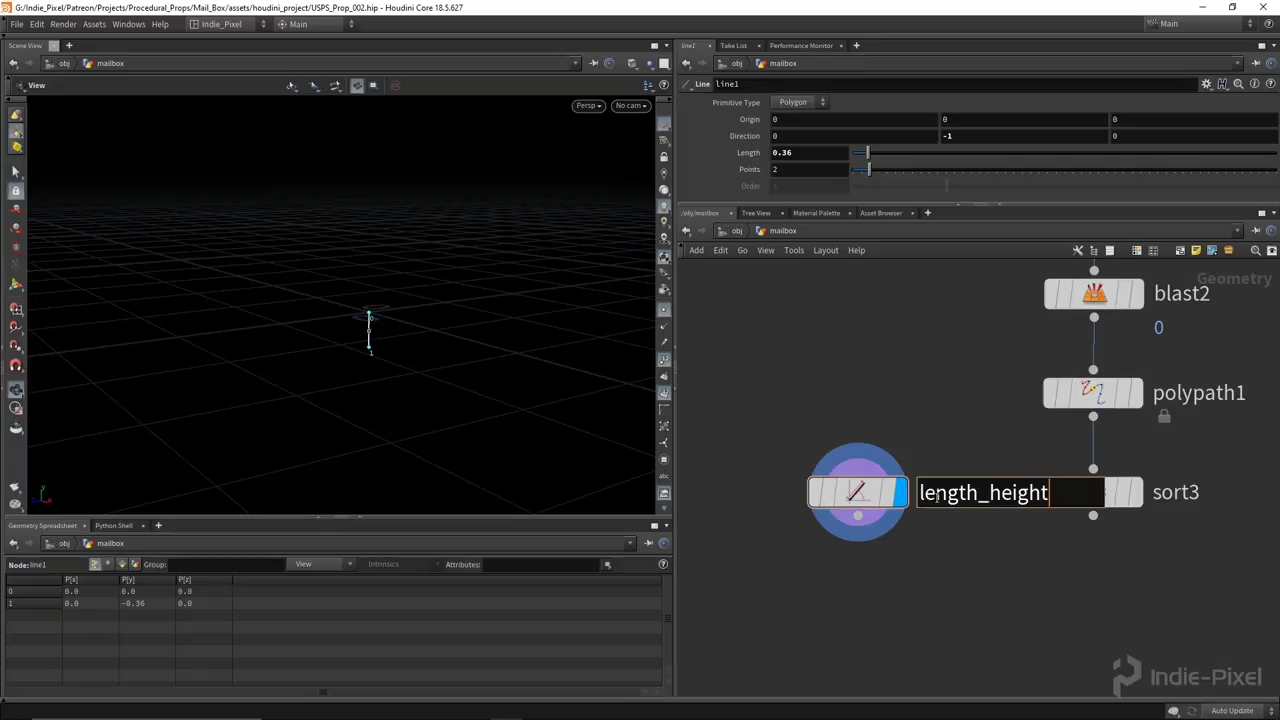 G:/Indie_Pixel/Patreon/Projects/Procedural_Props/Mail_Box/assets/houdini_project/USPS_Prop_002.hip - Houdini Core 18.5.627
File Edit Render Assets Windows Help Indie_Pixel Main Main
Scene View
obj mailbox
View
Persp No cam
0
0
1
Geometry Spreadsheet Python Shell
obj mailbox
Node: line1 Group: View Intrinsics Attributes:
P[x] P[y] P[z]
0 0.0 0.0 0.0
1 0.0 -0.36 0.0
line1 Take List Performance Monitor
obj mailbox
Line line1
Primitive Type Polygon
Origin 0 0 0
Direction 0 -1 0
Length 0.36
Points 2
Order 4
/obj/mailbox Tree View Material Palette Asset Browser
obj mailbox
Add Edit Go View Tools Layout Help
Geometry
blast2
0
polypath1
length_height
sort3
Indie-Pixel
Auto Update